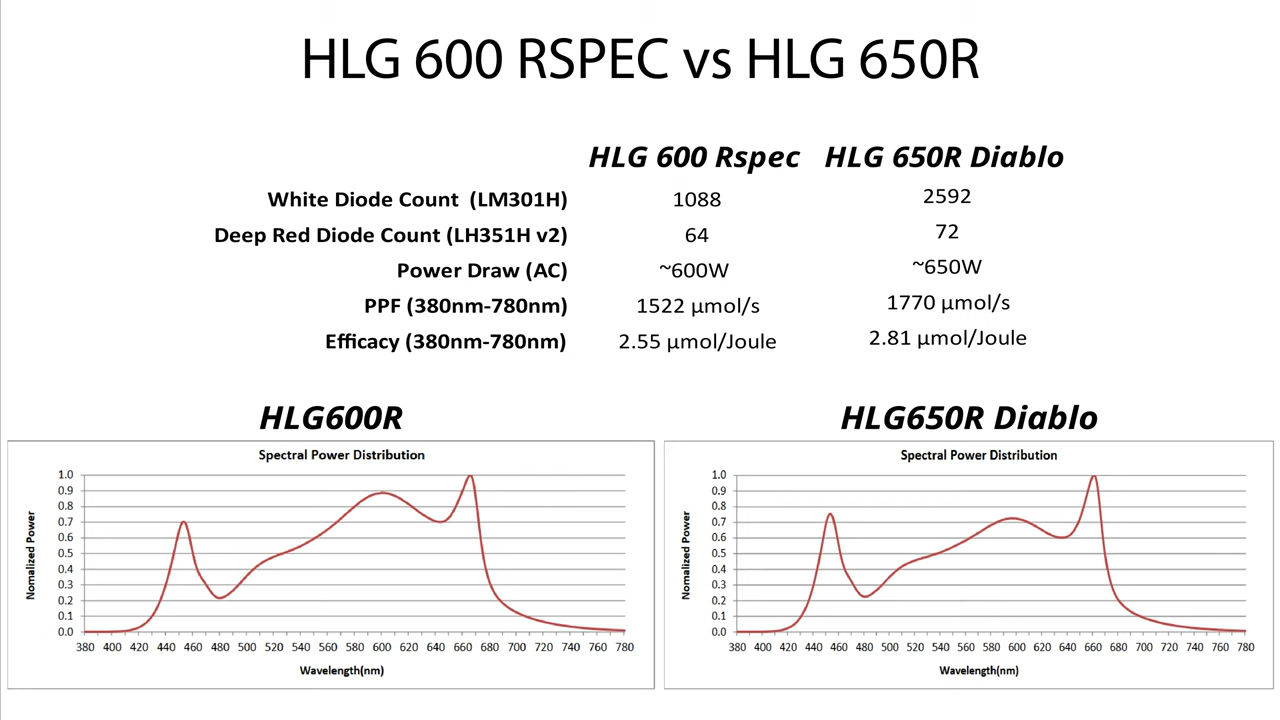 HLG 600 RSPEC vs HLG 650R
HLG 600 Rspec HLG 650R Diablo
White Diode Count (LM301H) 1088 2592
Deep Red Diode Count (LH351H v2) 64 72
Power Draw (AC) ~600W ~650W
PPF (380nm-780nm) 1522 μmol/s 1770 μmol/s
Efficacy (380nm-780nm) 2.55 μmol/Joule 2.81 μmol/Joule
HLG600R
Spectral Power Distribution
Nomalized Power
1.0
0.9
0.8
0.7
0.6
0.5
0.4
0.3
0.2
0.1
0.0
380 400 420 440 460 480 500 520 540 560 580 600 620 640 660 680 700 720 740 760 780
Wavelength(nm)
HLG650R Diablo
Spectral Power Distribution
Nomalized Power
1.0
0.9
0.8
0.7
0.6
0.5
0.4
0.3
0.2
0.1
0.0
380 400 420 440 460 480 500 520 540 560 580 600 620 640 660 680 700 720 740 760 780
Wavelength(nm)